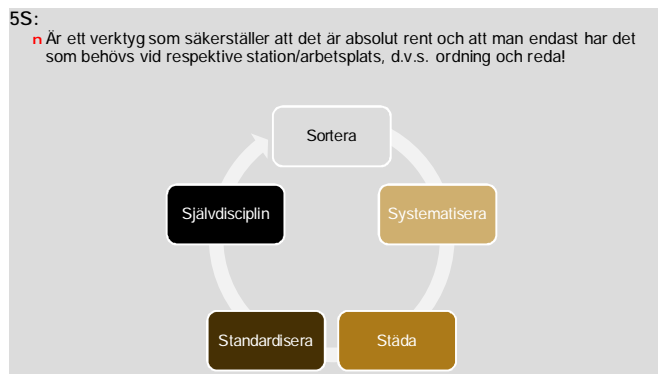 5S:
n Är ett verktyg som säkerställer att det är absolut rent och att man endast har det
som behövs vid respektive station/arbetsplats, d.v.s. ordning och reda!
Sortera
Systematisera
Städa
Standardisera
Självdisciplin